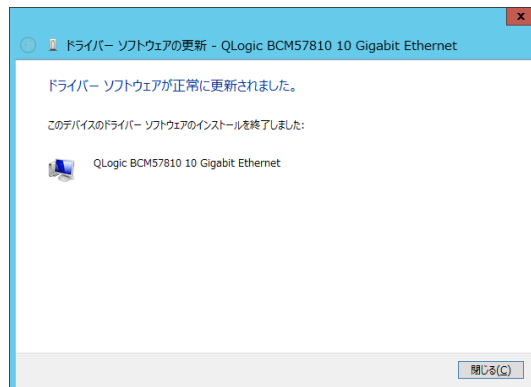 x
ドライバー ソフトウェアの更新 - QLogic BCM57810 10 Gigabit Ethernet
ドライバー ソフトウェアが正常に更新されました。
このデバイスのドライバー ソフトウェアのインストールを終了しました:
QLogic BCM57810 10 Gigabit Ethernet
閉じる(C)